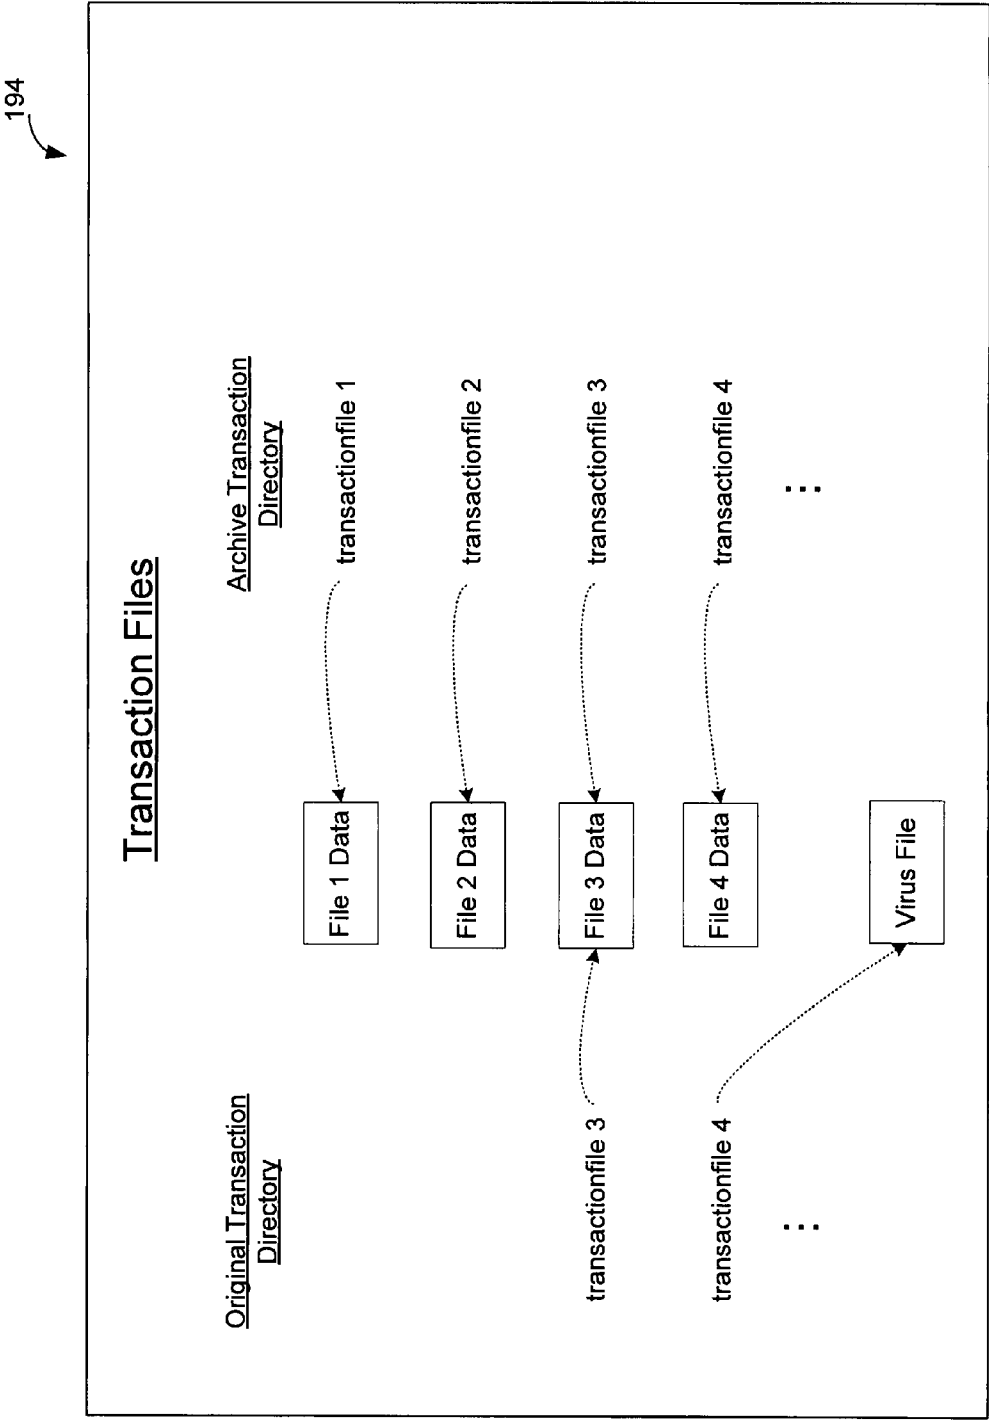 194
Transaction Files
Original Transaction
Directory
Archive Transaction
Directory
File 1 Data
transactionfile 1
File 2 Data
transactionfile 2
transactionfile 3
File 3 Data
transactionfile 3
transactionfile 4
File 4 Data
transactionfile 4
...
...
Virus File